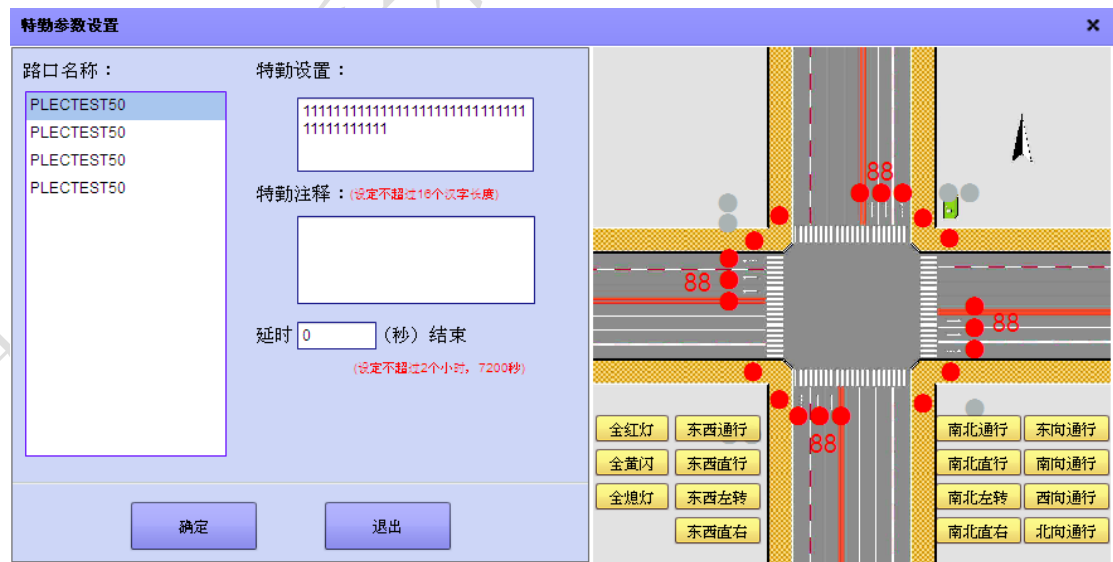 特勤参数设置
路口名称：
PLECTEST50
PLECTEST50
PLECTEST50
PLECTEST50
特勤设置：
11111111111111111111111111111
11111111111
特勤注释：(设定不超过16个汉字长度)
延时 0 （秒）结束
(设定不超过2个小时，7200秒)
确定
退出
88
88
88
88
全红灯 东西通行 南北通行 东向通行
全黄闪 东西直行 南北直行 南向通行
全熄灯 东西左转 南北左转 西向通行
东西直右 南北直右 北向通行